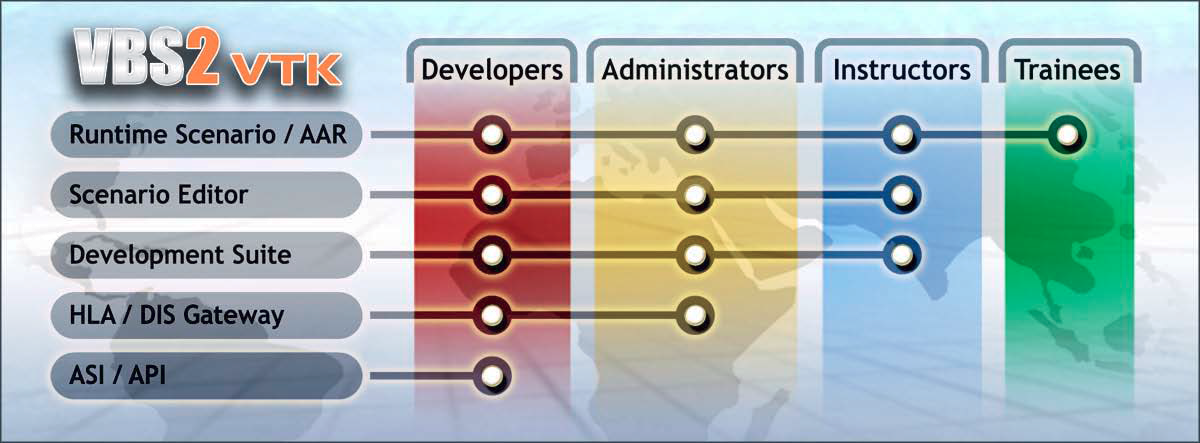 VBS2 VTK
Developers Administrators Instructors Trainees
Runtime Scenario / AAR
Scenario Editor
Development Suite
HLA / DIS Gateway
ASI / API